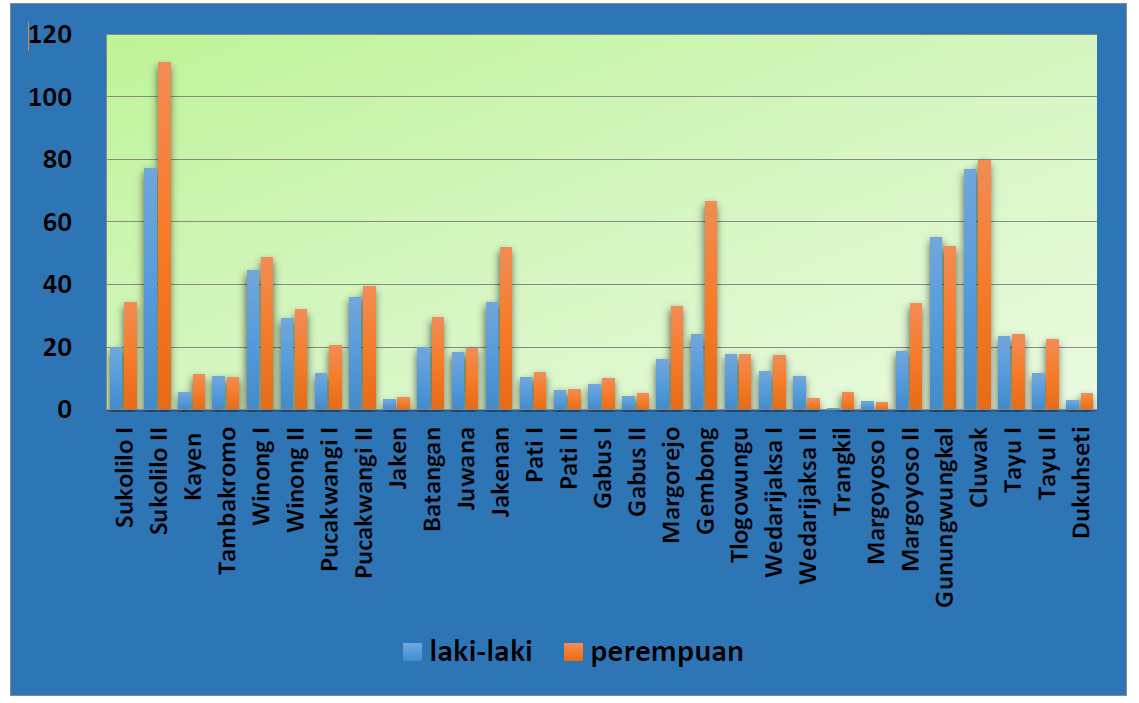 120
100
80
60
40
20
0
Sukolilo I
Sukolilo II
Kayen
Tambakromo
Winong I
Winong II
Pucakwangi I
Pucakwangi II
Jaken
Batangan
Juwana
Jakenan
Pati I
Pati II
Gabus I
Gabus II
Margorejo
Gembong
Tlogowungu
Wedarijaksa I
Wedarijaksa II
Trangkil
Margoyoso I
Margoyoso II
Gunungwungkal
Cluwak
Tayu I
Tayu II
Dukuhseti
laki-laki perempuan